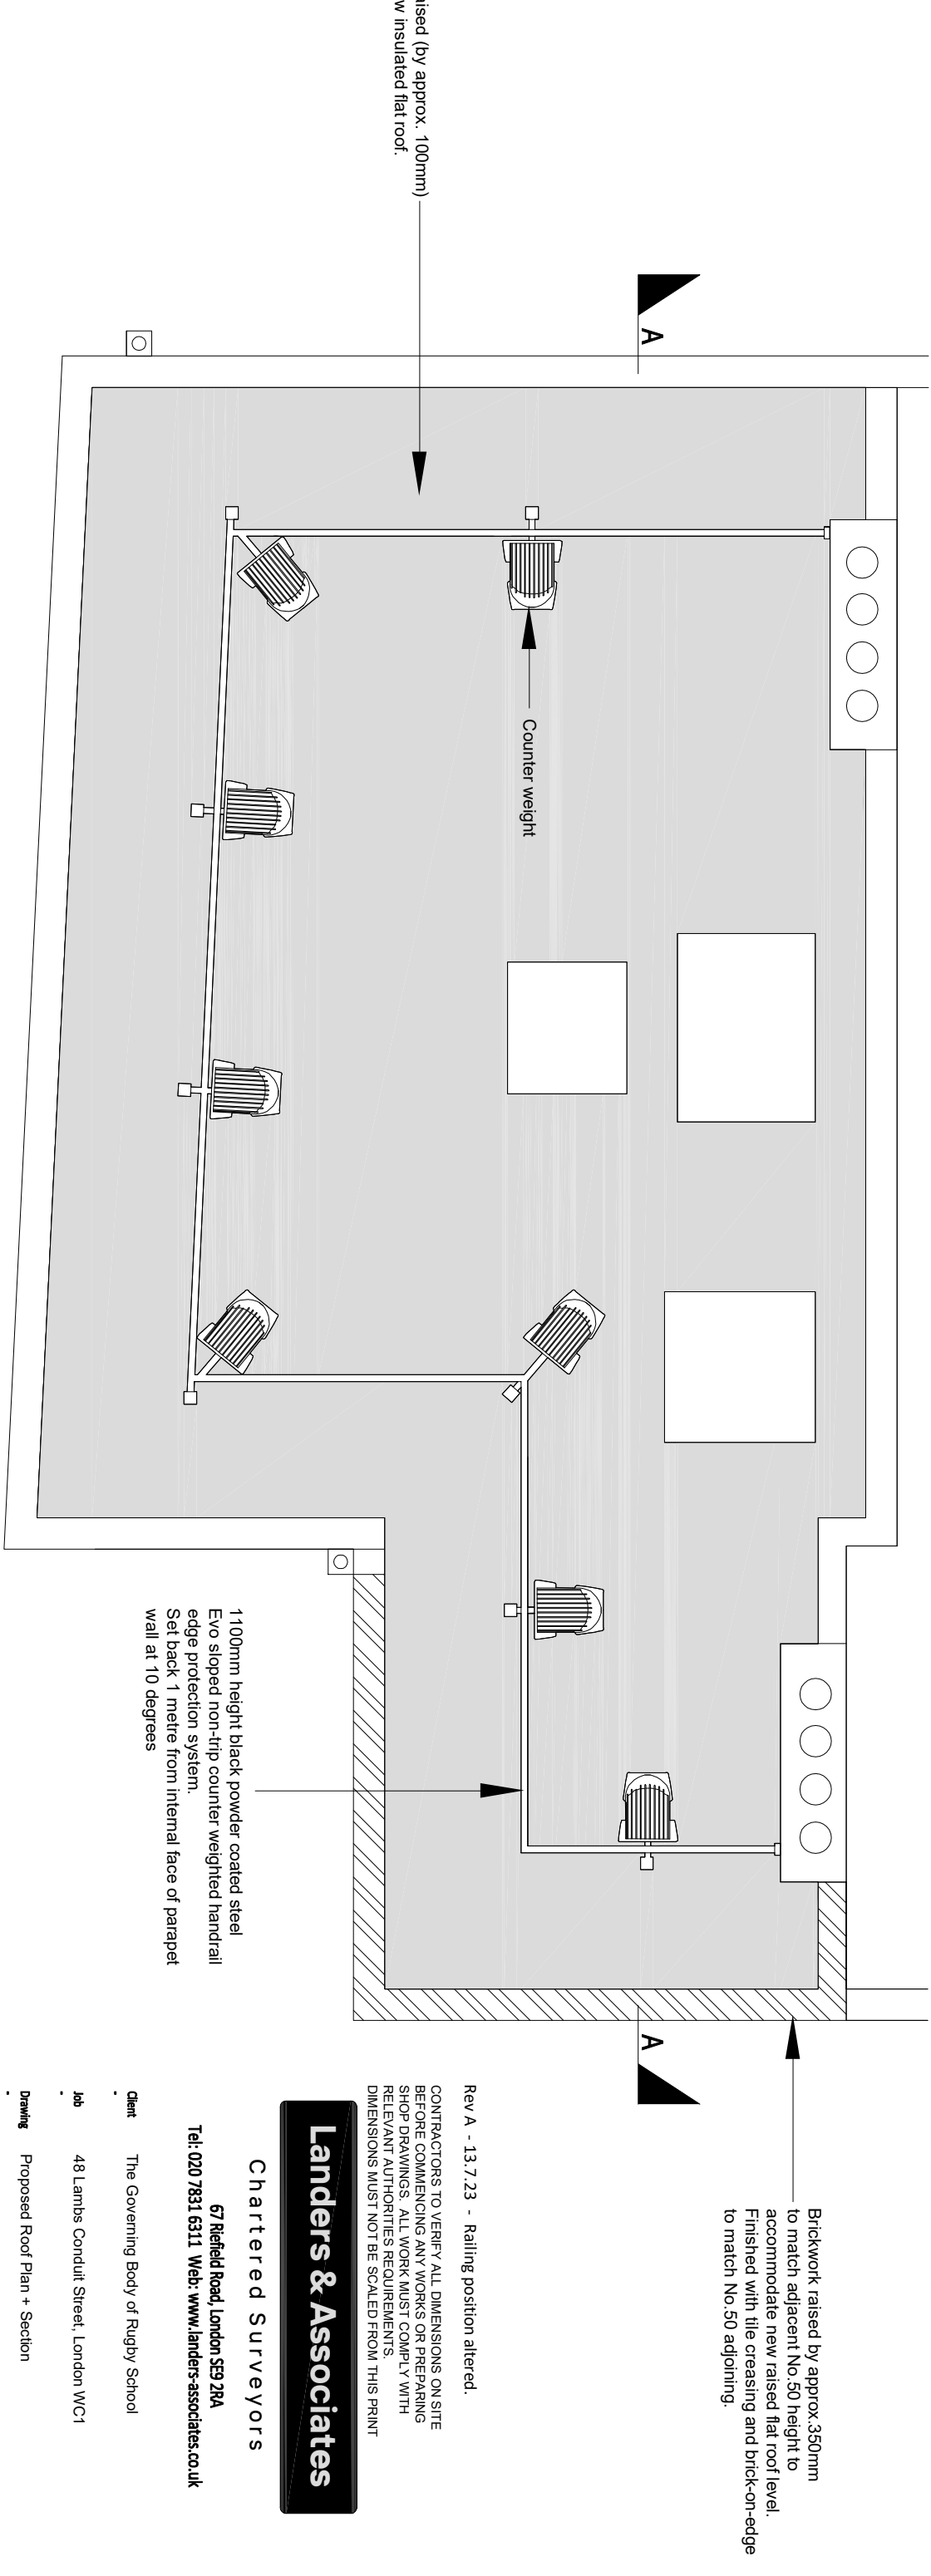 aised (by approx. 100mm)
w insulated flat roof.
A
Counter weight
1100mm height black powder coated steel
Evo sloped non-trip counter weighted handrail
edge protection system.
Set back 1 metre from internal face of parapet
wall at 10 degrees
A
Brickwork raised by approx.350mm
to match adjacent No.50 height to
accommodate new raised flat roof level.
Finished with tile creasing and brick-on-edge
to match No.50 adjoining.
Rev A - 13.7.23 - Railing position altered.
CONTRACTORS TO VERIFY ALL DIMENSIONS ON SITE
BEFORE COMMENCING ANY WORKS OR PREPARING
SHOP DRAWINGS. ALL WORK MUST COMPLY WITH
RELEVANT AUTHORITIES REQUIREMENTS.
DIMENSIONS MUST NOT BE SCALED FROM THIS PRINT
Landers & Associates
Chartered Surveyors
67 Riefield Road, London SE9 2RA
Tel: 020 7831 6311 Web: www.landers-associates.co.uk
Client The Governing Body of Rugby School
-
Job 48 Lambs Conduit Street, London WC1
-
Drawing Proposed Roof Plan + Section
-